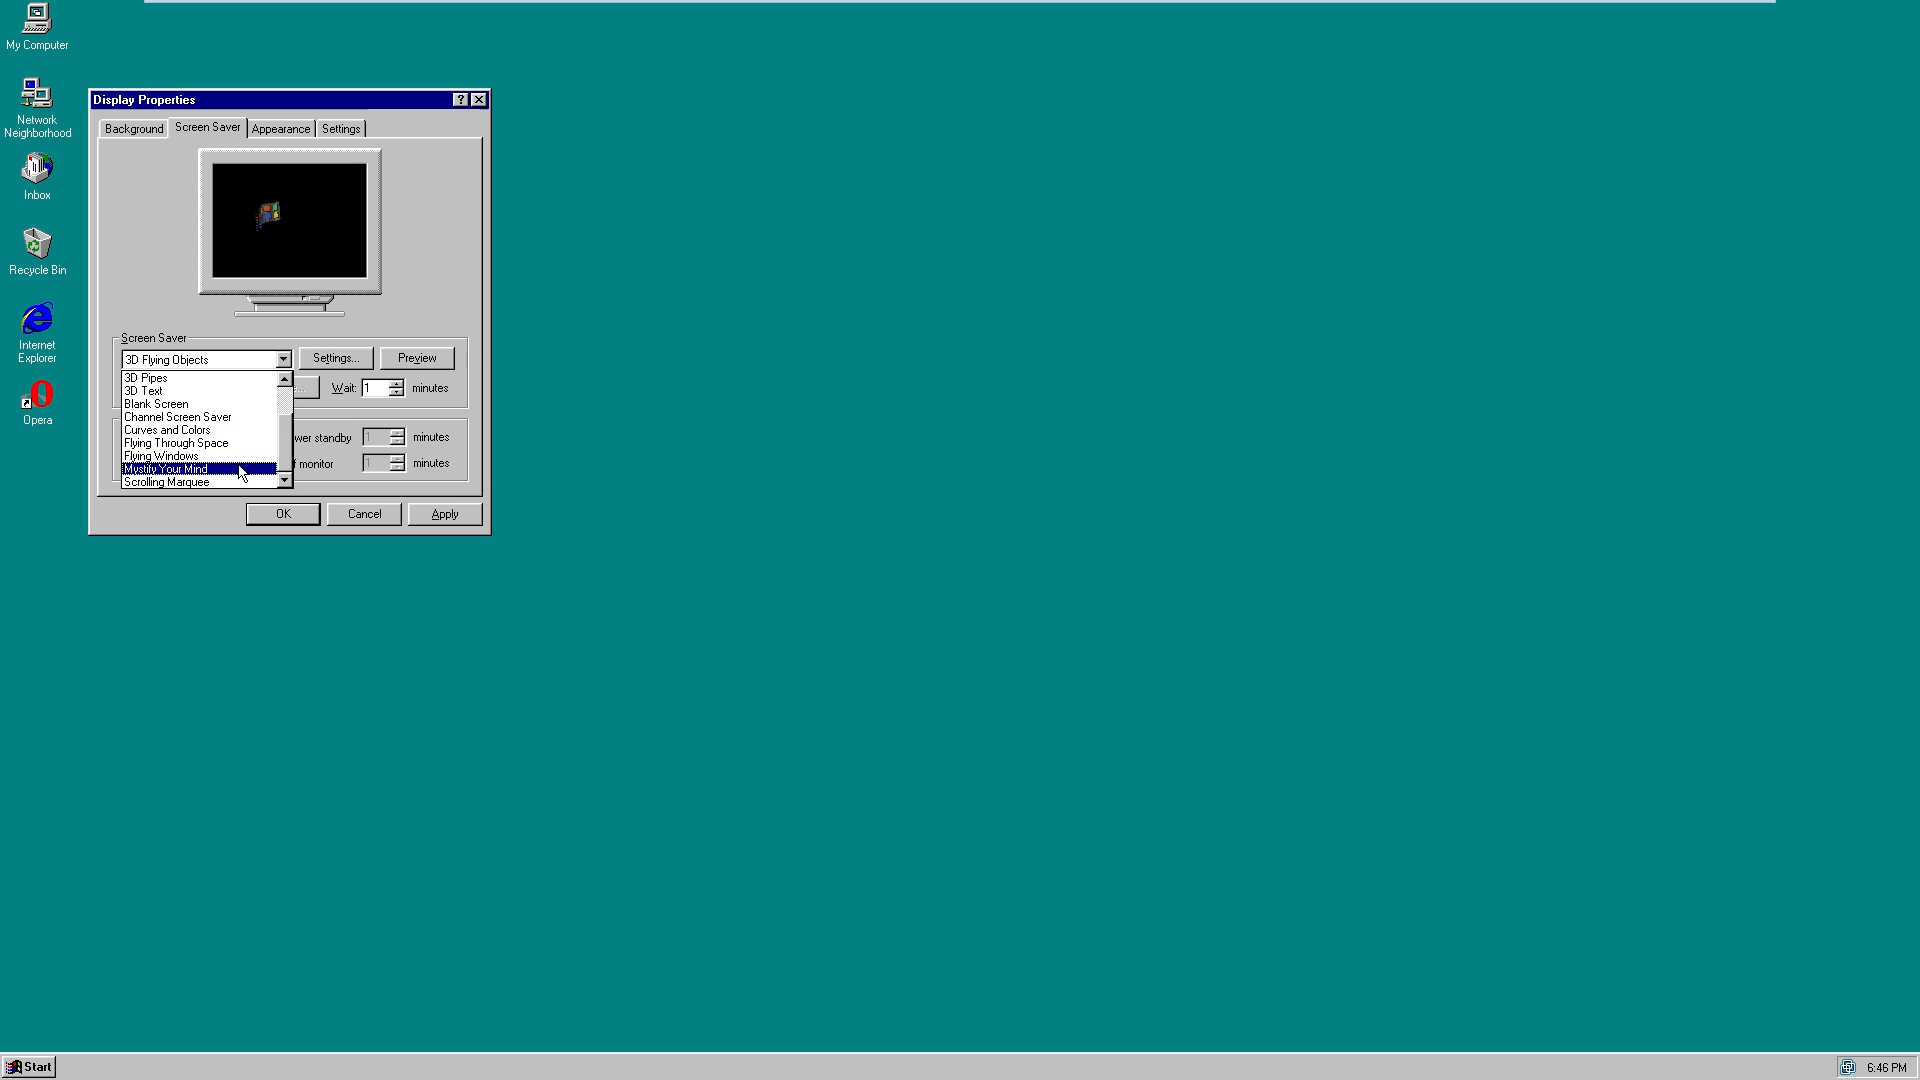 My Computer
Network
Neighborhood
Inbox
Recycle Bin
Internet
Explorer
Opera
Display Properties
Background
Screen Saver
Appearance
Settings
Screen Saver
3D Flying Objects
Settings...
Preview
3D Pipes
3D Text
Blank Screen
Channel Screen Saver
Curves and Colors
Flying Through Space
Flying Windows
Mystify Your Mind
Scrolling Marquee
...
Wait: 1 minutes
wer standby 1 minutes
f monitor 1 minutes
OK
Cancel
Apply
Start
6:46 PM